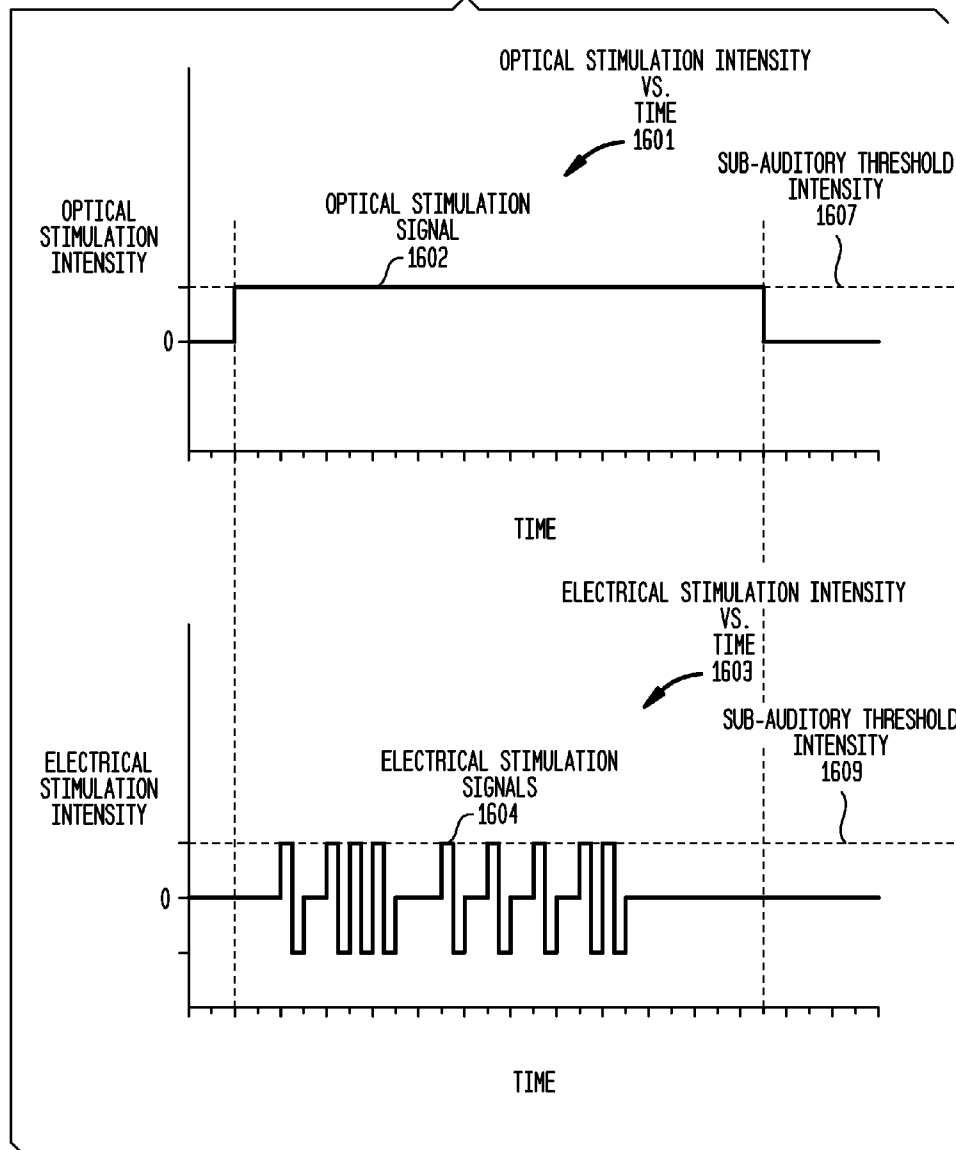 OPTICAL STIMULATION INTENSITY
VS.
TIME
1601
SUB-AUDITORY THRESHOLD
INTENSITY
1607
OPTICAL
STIMULATION
INTENSITY
OPTICAL STIMULATION
SIGNAL
1602
0
TIME
ELECTRICAL STIMULATION INTENSITY
VS.
TIME
1603
SUB-AUDITORY THRESHOLD
INTENSITY
1609
ELECTRICAL
STIMULATION
INTENSITY
ELECTRICAL STIMULATION
SIGNALS
1604
0
TIME